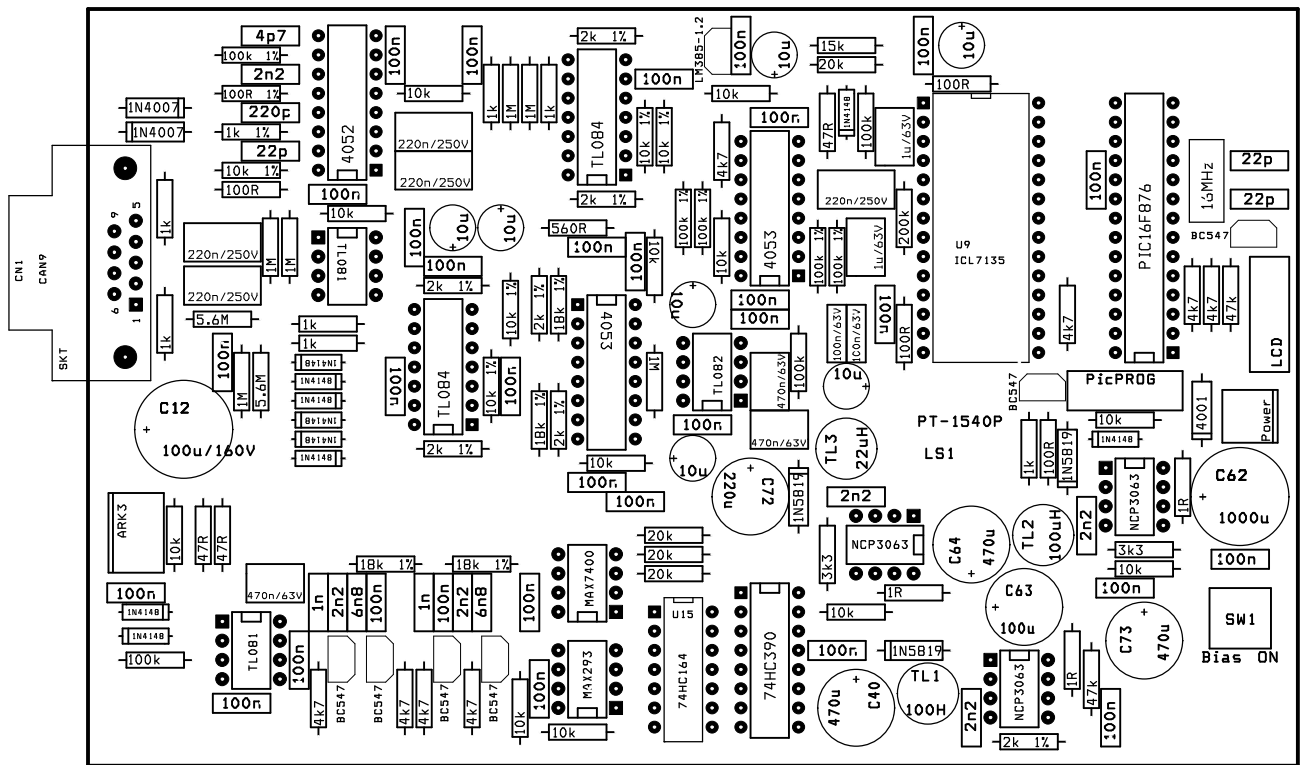 4p7
100k 1%
2n2
100R 1%
220p
1k 1%
22p
10k 1%
100R
1N4007
1N4007
4052
100n
100n
100n
10k
220n/250V
220n/250V
1k
1M
1M
1k
2k 1%
TL084
2k 1%
100n
10k 1%
10k 1%
LM385-1.2
100n
10u
10k
15k
20k
100n
10u
100R
47R
1N4148
100k
1u/63V
100n
4k7
4053
100k 1%
100k 1%
10k
220n/250V
200k
100k 1%
100k 1%
1u/63V
U9
ICL7135
100n
PIC16F876
16MHz
22p
22p
BC547
4k7
4k7
47k
4k7
LCD
CN1
CAN9
SKT
9
5
6
1
1k
1k
220n/250V
220n/250V
1M
1M
10k
TL081
100n
10u
10u
100n
2k 1%
5.6M
100n
1M
5.6M
1k
1k
1N4148
1N4148
1N4148
1N4148
1N4148
1N4148
100n
TL084
2k 1%
10k 1%
100n
10k 1%
560R
100n
100n
10k
2k 1%
18k 1%
4053
18k 1%
2k 1%
1M
10u
100n
100n
TL082
100n
470n/63V
470n/63V
100k
100n/63V
100n/63V
100n
100R
10u
C12
100u/160V
10k
100n
100n
10u
C72
220u
1N5819
TL3
22uH
PT-1540P
LS1
BC547
PicPROG
10k
1N4148
4001
Power
1k
100R
1N5819
NCP3063
1R
C62
1000u
100n
2n2
3k3
10k
100n
ARK3
10k
47R
47R
100n
1N4148
1N4148
100k
470n/63V
TL081
100n
100n
18k 1%
18k 1%
1n
2n2
6n8
100n
1n
100n
2n2
6n8
100n
4k7
BC547
BC547
4k7
4k7
BC547
4k7
BC547
10k
MAX7400
100n
MAX293
10k
20k
20k
20k
U15
74HC164
74HC390
2n2
NCP3063
3k3
1R
10k
C64
470u
TL2
100uH
C63
100u
100n
1N5819
C40
470u
TL1
100H
2n2
NCP3063
2k 1%
1R
47k
100n
C73
470u
SW1
Bias ON